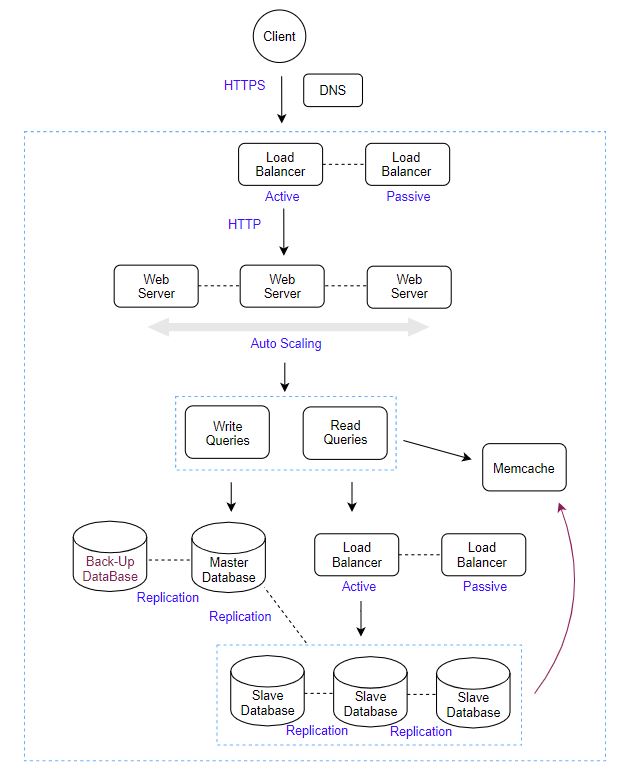 Client
HTTPS
DNS
Load
Balancer
Load
Balancer
Active
Passive
HTTP
Web
Server
Web
Server
Web
Server
Auto Scaling
Write
Queries
Read
Queries
Memcache
Back-Up
DataBase
Master
Database
Load
Balancer
Load
Balancer
Replication
Active
Passive
Replication
Slave
Database
Slave
Database
Slave
Database
Replication
Replication